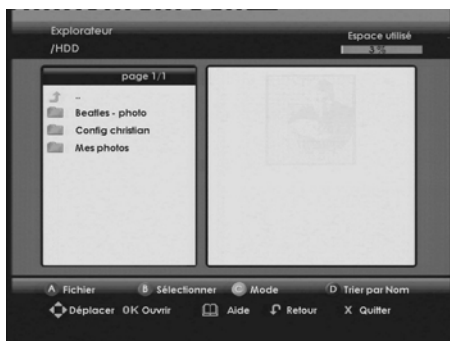 Explorateur
/HDD
Espace utilisé
3 %
page 1/1
..
Beatles - photo
Config christian
Mes photos
A Fichier B Sélectionner C Mode D Trier par Nom
Déplacer OK Ouvrir Aide Retour X Quitter